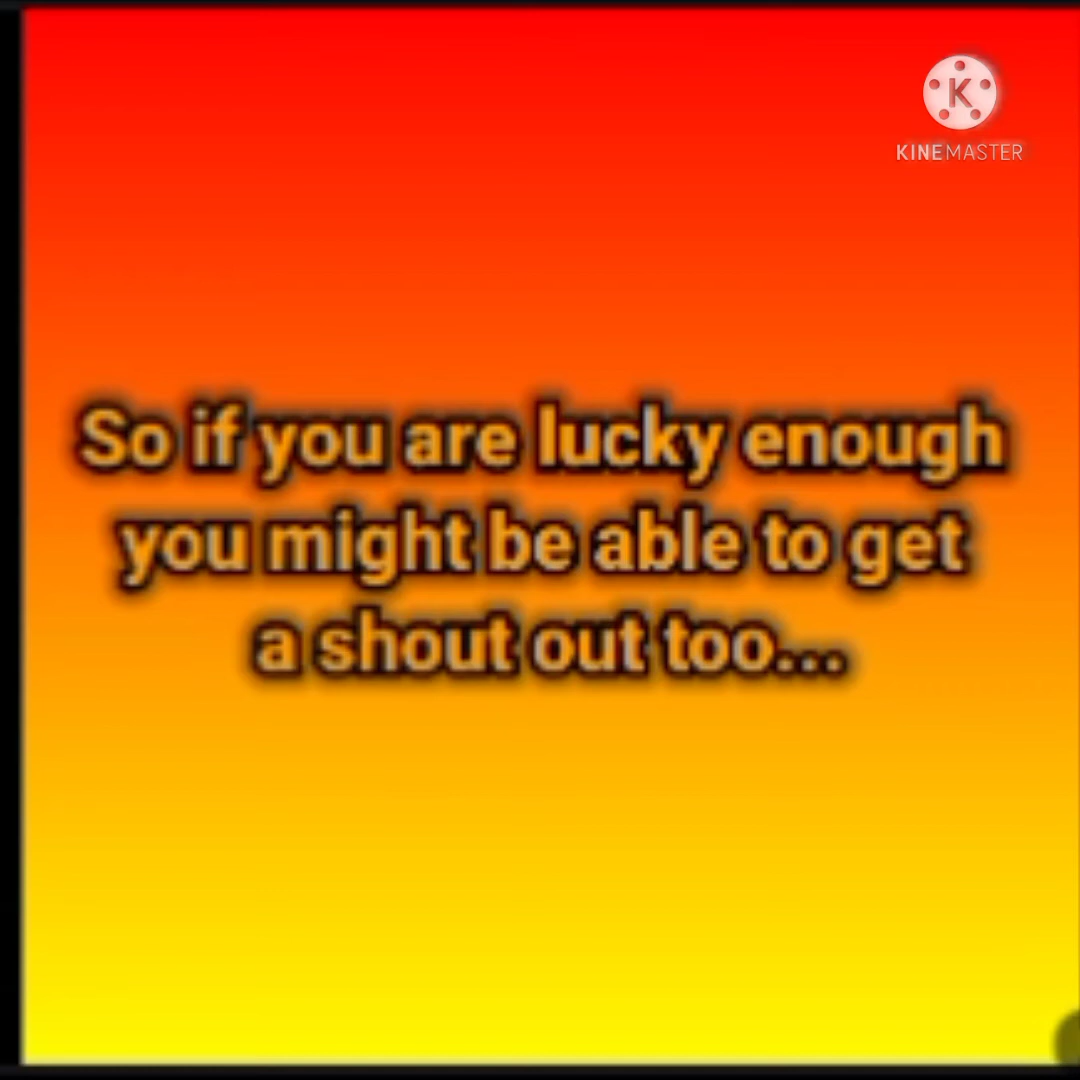 K
KINEMASTER
So if you are lucky enough
you might be able to get
a shout out too...